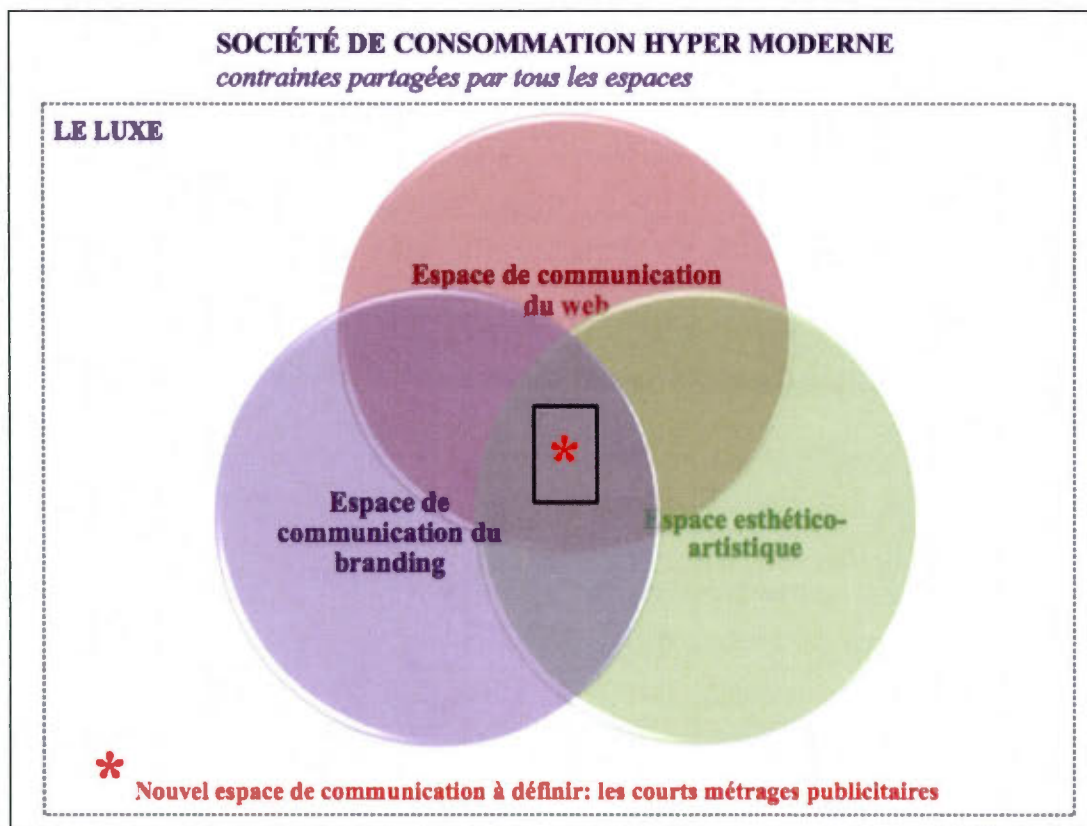 SOCIÉTÉ DE CONSOMMATION HYPER MODERNE
contraintes partagées par tous les espaces
LE LUXE
Espace de communication
du web
*
Espace de
communication du
branding
Espace esthético-
artistique
*
Nouvel espace de communication à définir: les courts métrages publicitaires